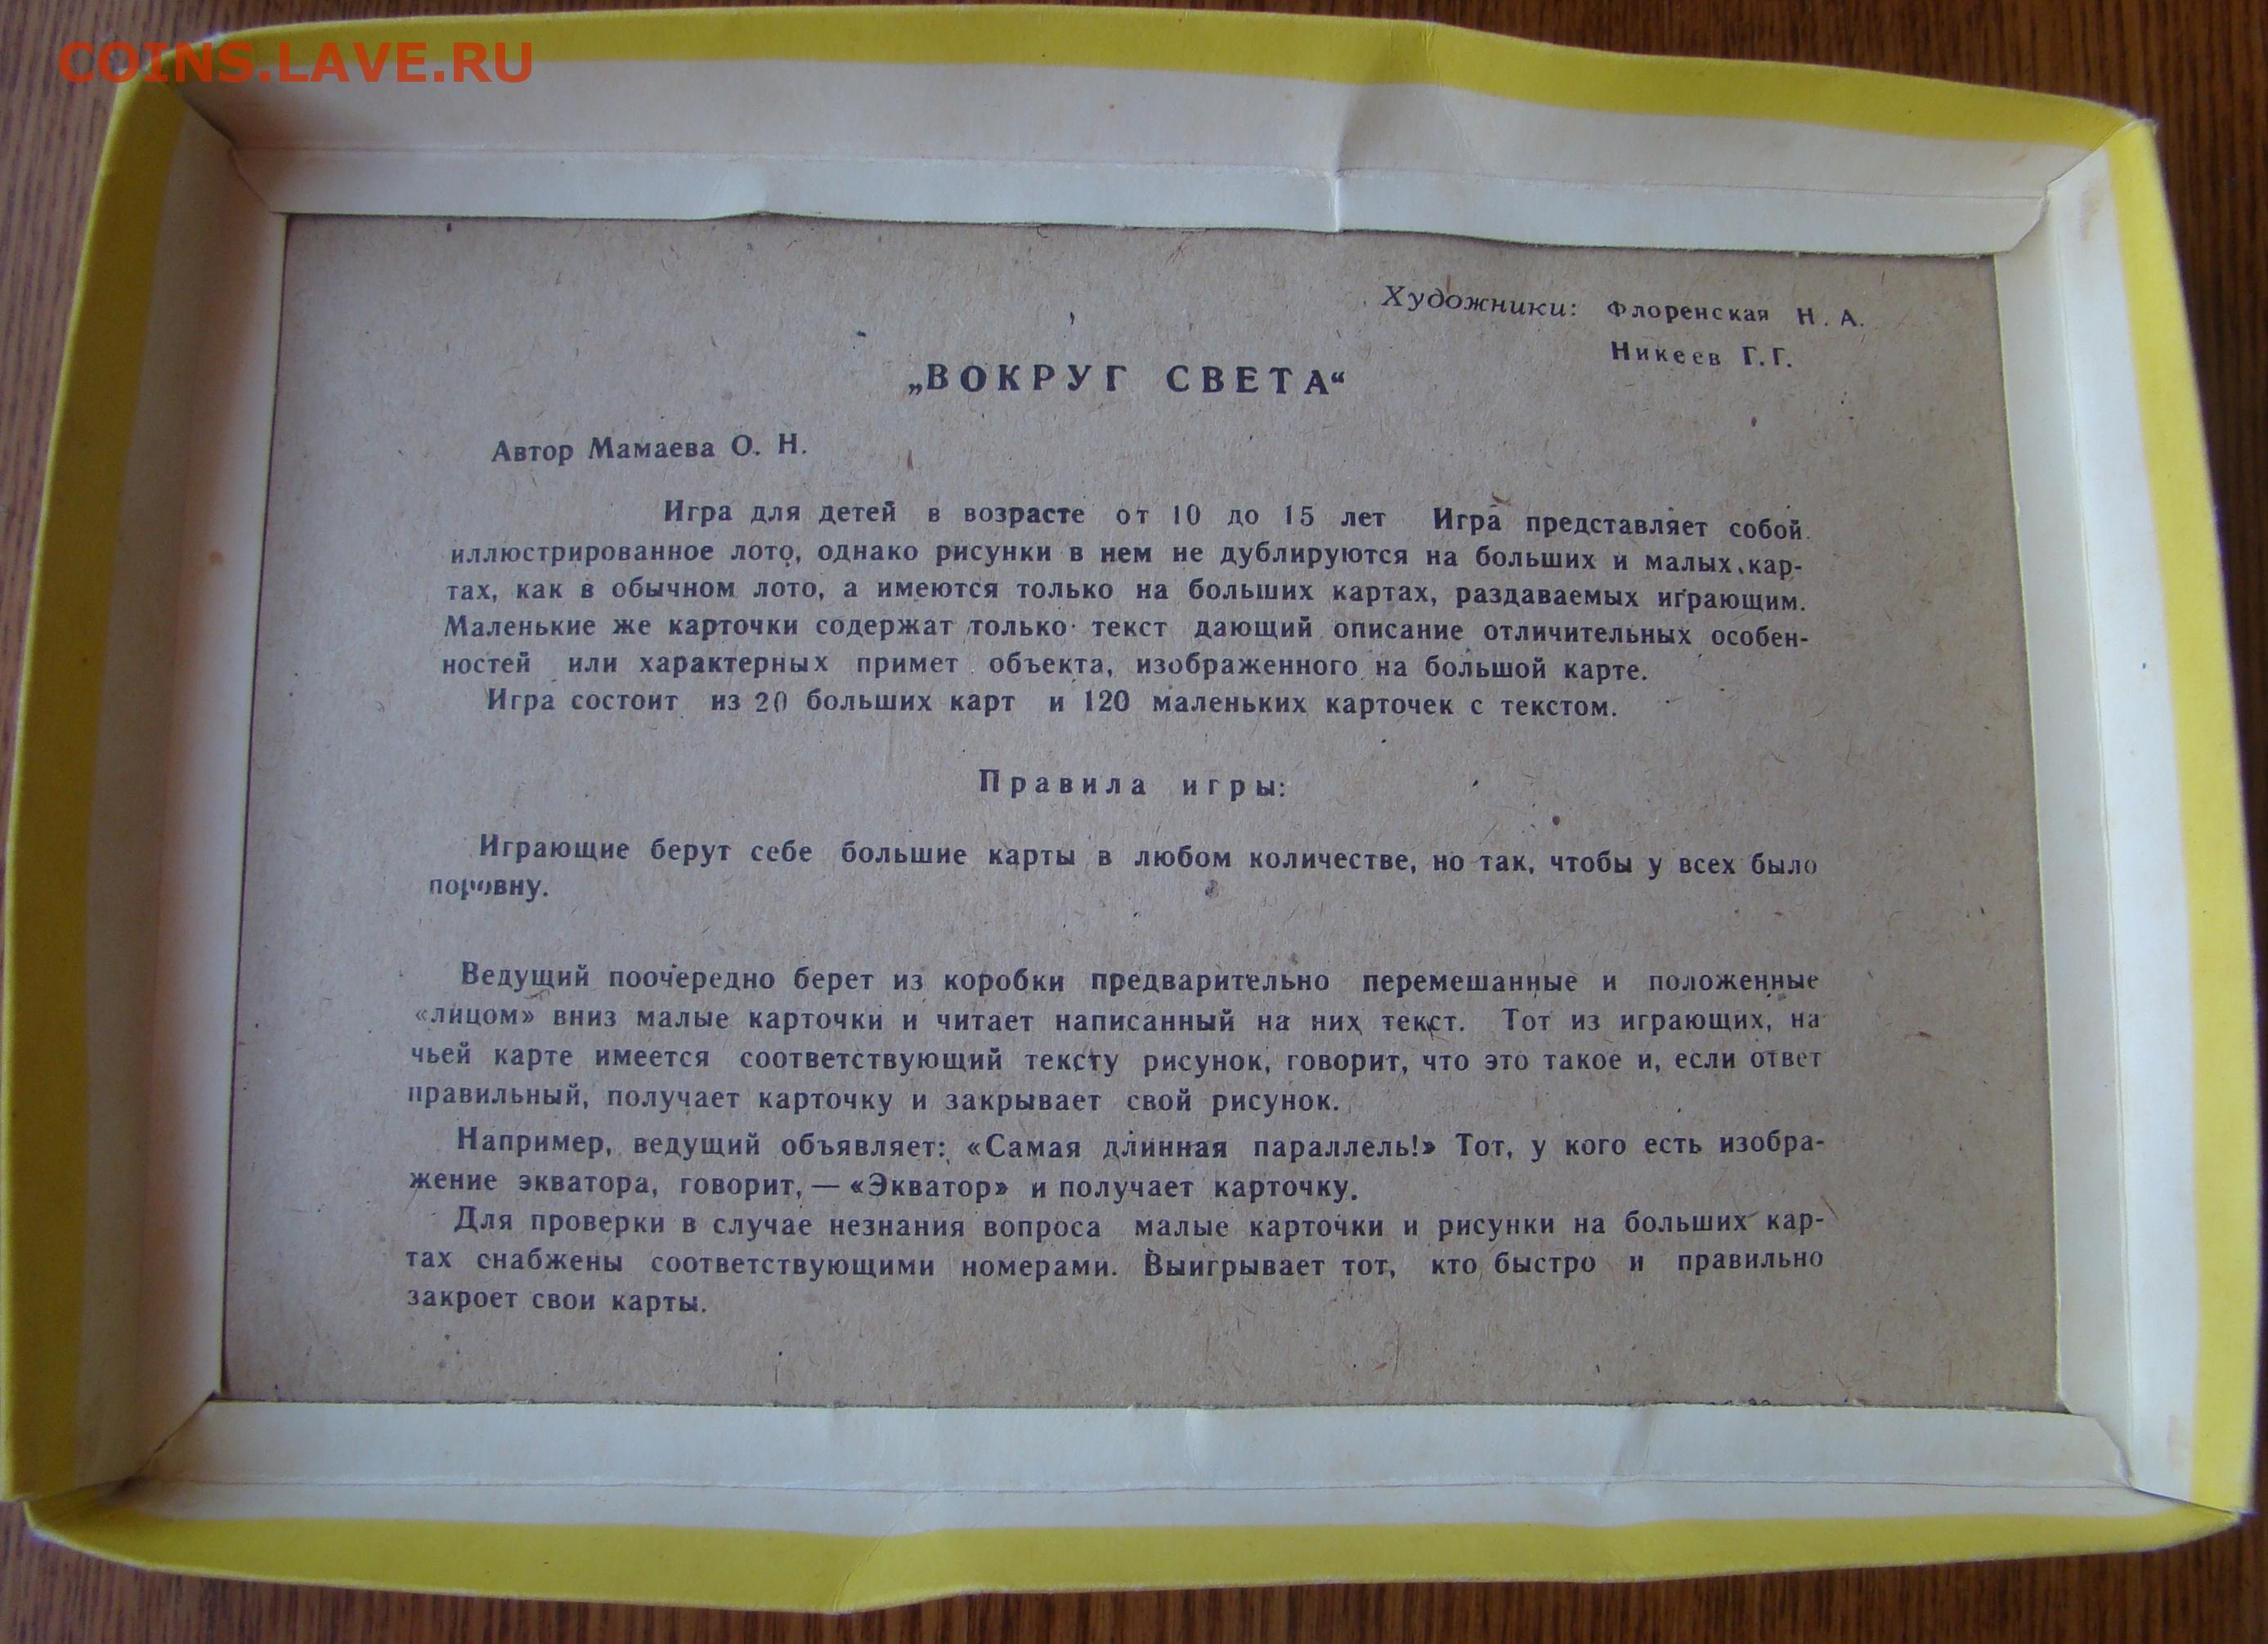 COINS.LAVE.RU
Художники: Флоренская Н. А.
Никеев Г. Г.
„ВОКРУГ СВЕТА“
Автор Мамаева О. Н.
Игра для детей в возрасте от 10 до 15 лет Игра представляет собой
иллюстрированное лото, однако рисунки в нем не дублируются на больших и малых кар-
тах, как в обычном лото, а имеются только на больших картах, раздаваемых играющим.
Маленькие же карточки содержат только текст дающий описание отличительных особен-
ностей или характерных примет объекта, изображенного на большой карте.
Игра состоит из 20 больших карт и 120 маленьких карточек с текстом.
Правила игры:
Играющие берут себе большие карты в любом количестве, но так, чтобы у всех было
поровну.
Ведущий поочередно берет из коробки предварительно перемешанные и положенные
«лицом» вниз малые карточки и читает написанный на них текст. Тот из играющих, на
чьей карте имеется соответствующий тексту рисунок, говорит, что это такое и, если ответ
правильный, получает карточку и закрывает свой рисунок.
Например, ведущий объявляет: «Самая длинная параллель!» Тот, у кого есть изобра-
жение экватора, говорит, — «Экватор» и получает карточку.
Для проверки в случае незнания вопроса малые карточки и рисунки на больших кар-
тах снабжены соответствующими номерами. Выигрывает тот, кто быстро и правильно
закроет свои карты.